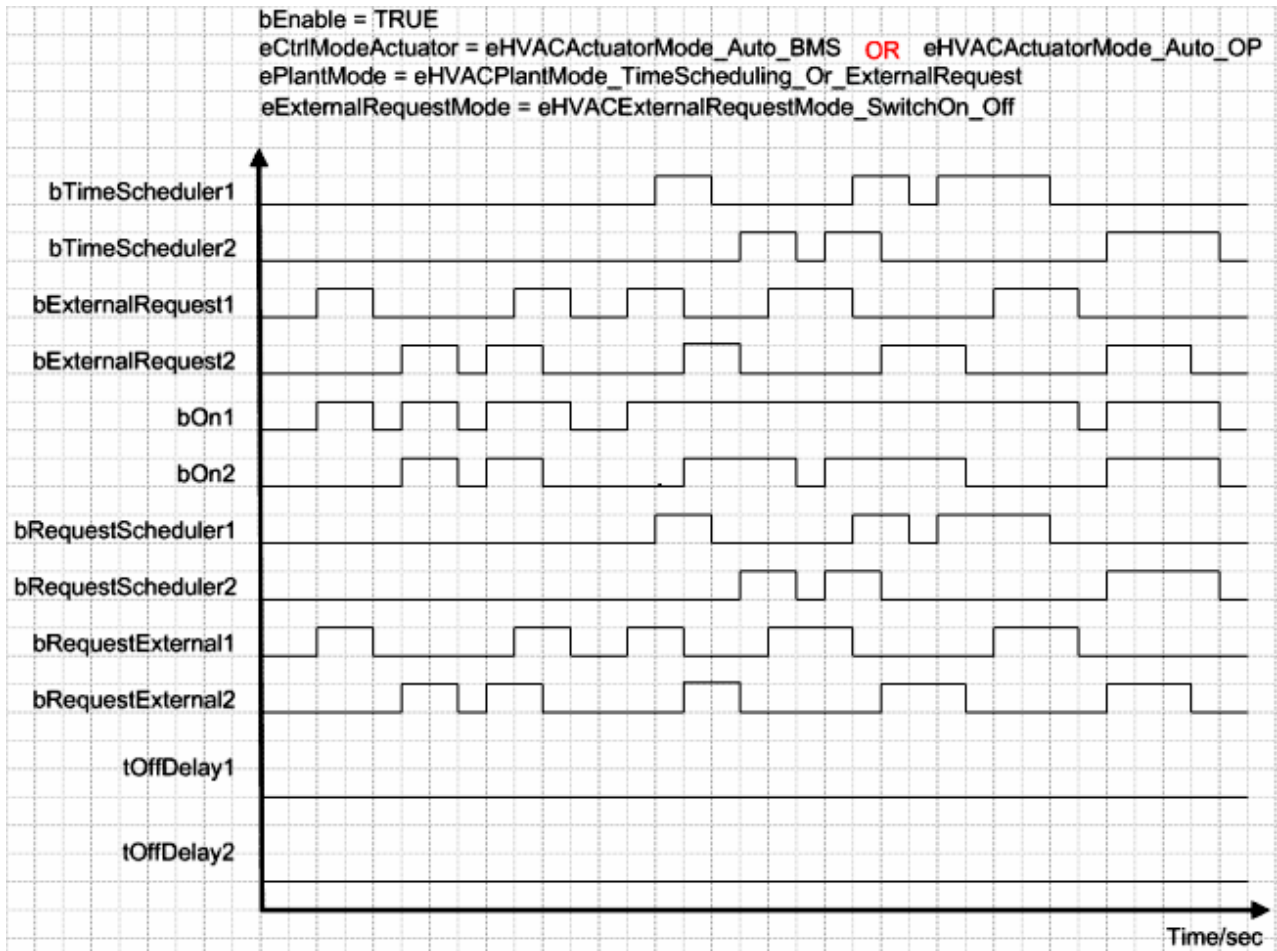 bEnable = TRUE
eCtrlModeActuator = eHVACActuatorMode_Auto_BMS OR eHVACActuatorMode_Auto_OP
ePlantMode = eHVACPlantMode_TimeScheduling_Or_ExternalRequest
eExternalRequestMode = eHVACExternalRequestMode_SwitchOn_Off
bTimeScheduler1
bTimeScheduler2
bExternalRequest1
bExternalRequest2
bOn1
bOn2
bRequestScheduler1
bRequestScheduler2
bRequestExternal1
bRequestExternal2
tOffDelay1
tOffDelay2
Time/sec